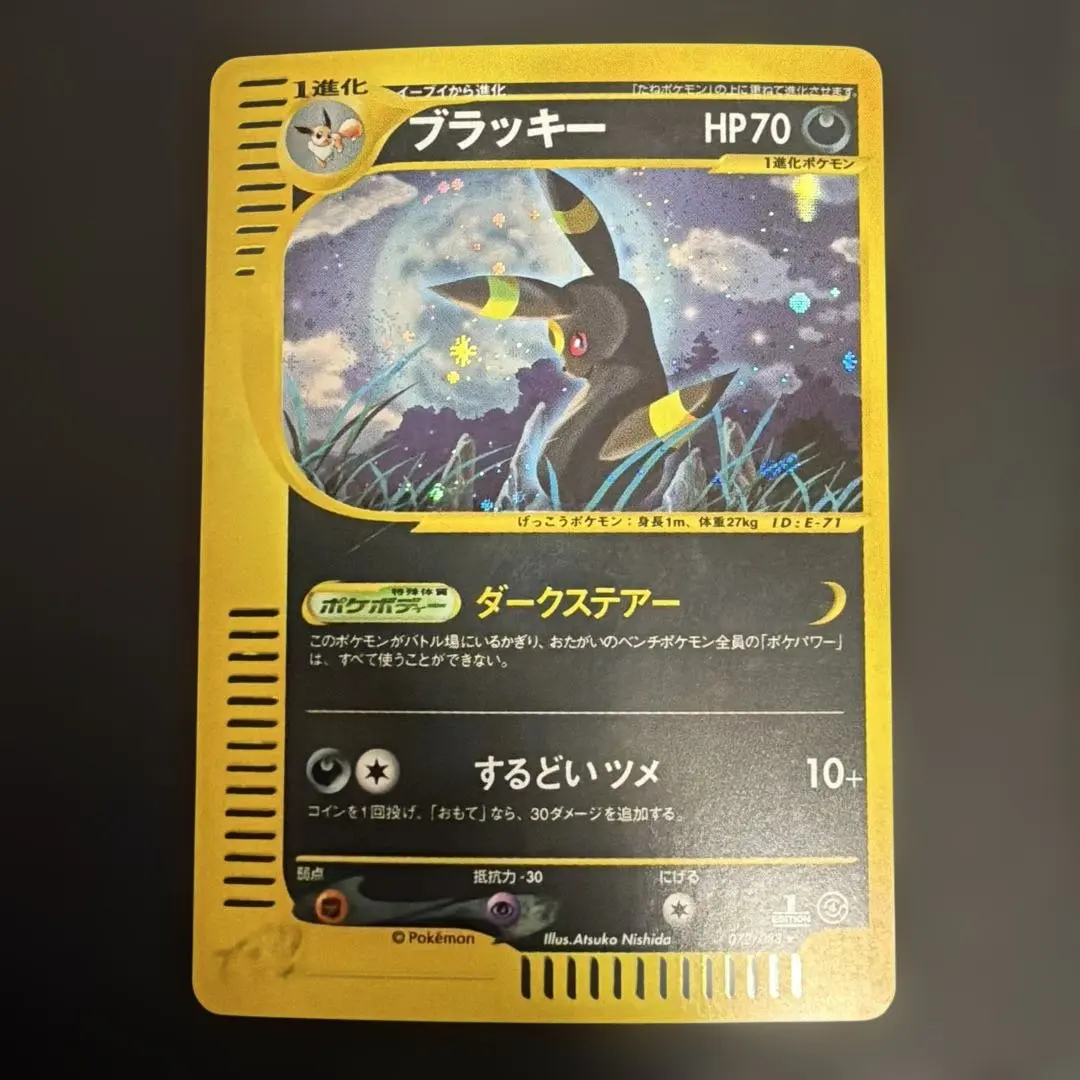 1進化
イーブイから進化
「たねポケモン」の上に重ねて進化させます。
ブラッキー
HP70
1進化ポケモン
げっこうポケモン：身長1m、体重27kg ID:E-71
特殊体質
ポケボディー
ダークステアー
このポケモンがバトル場にいるかぎり、おたがいのベンチポケモン全員の「ポケパワー」
は、すべて使うことができない。
するどいツメ
10+
コインを1回投げ、「おもて」なら、30ダメージを追加する。
弱点
抵抗力 -30
にげる
1
EDITION
©Pokémon
Illus.Atsuko Nishida